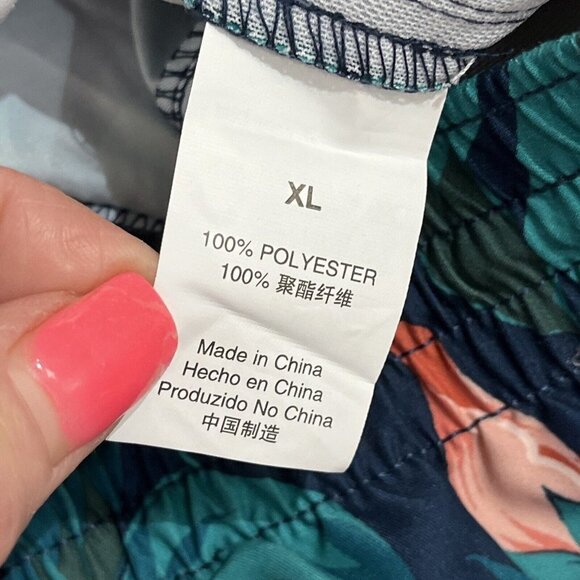 XL
100% POLYESTER
100% 聚酯纤维
Made in China
Hecho en China
Produzido No China
中国制造